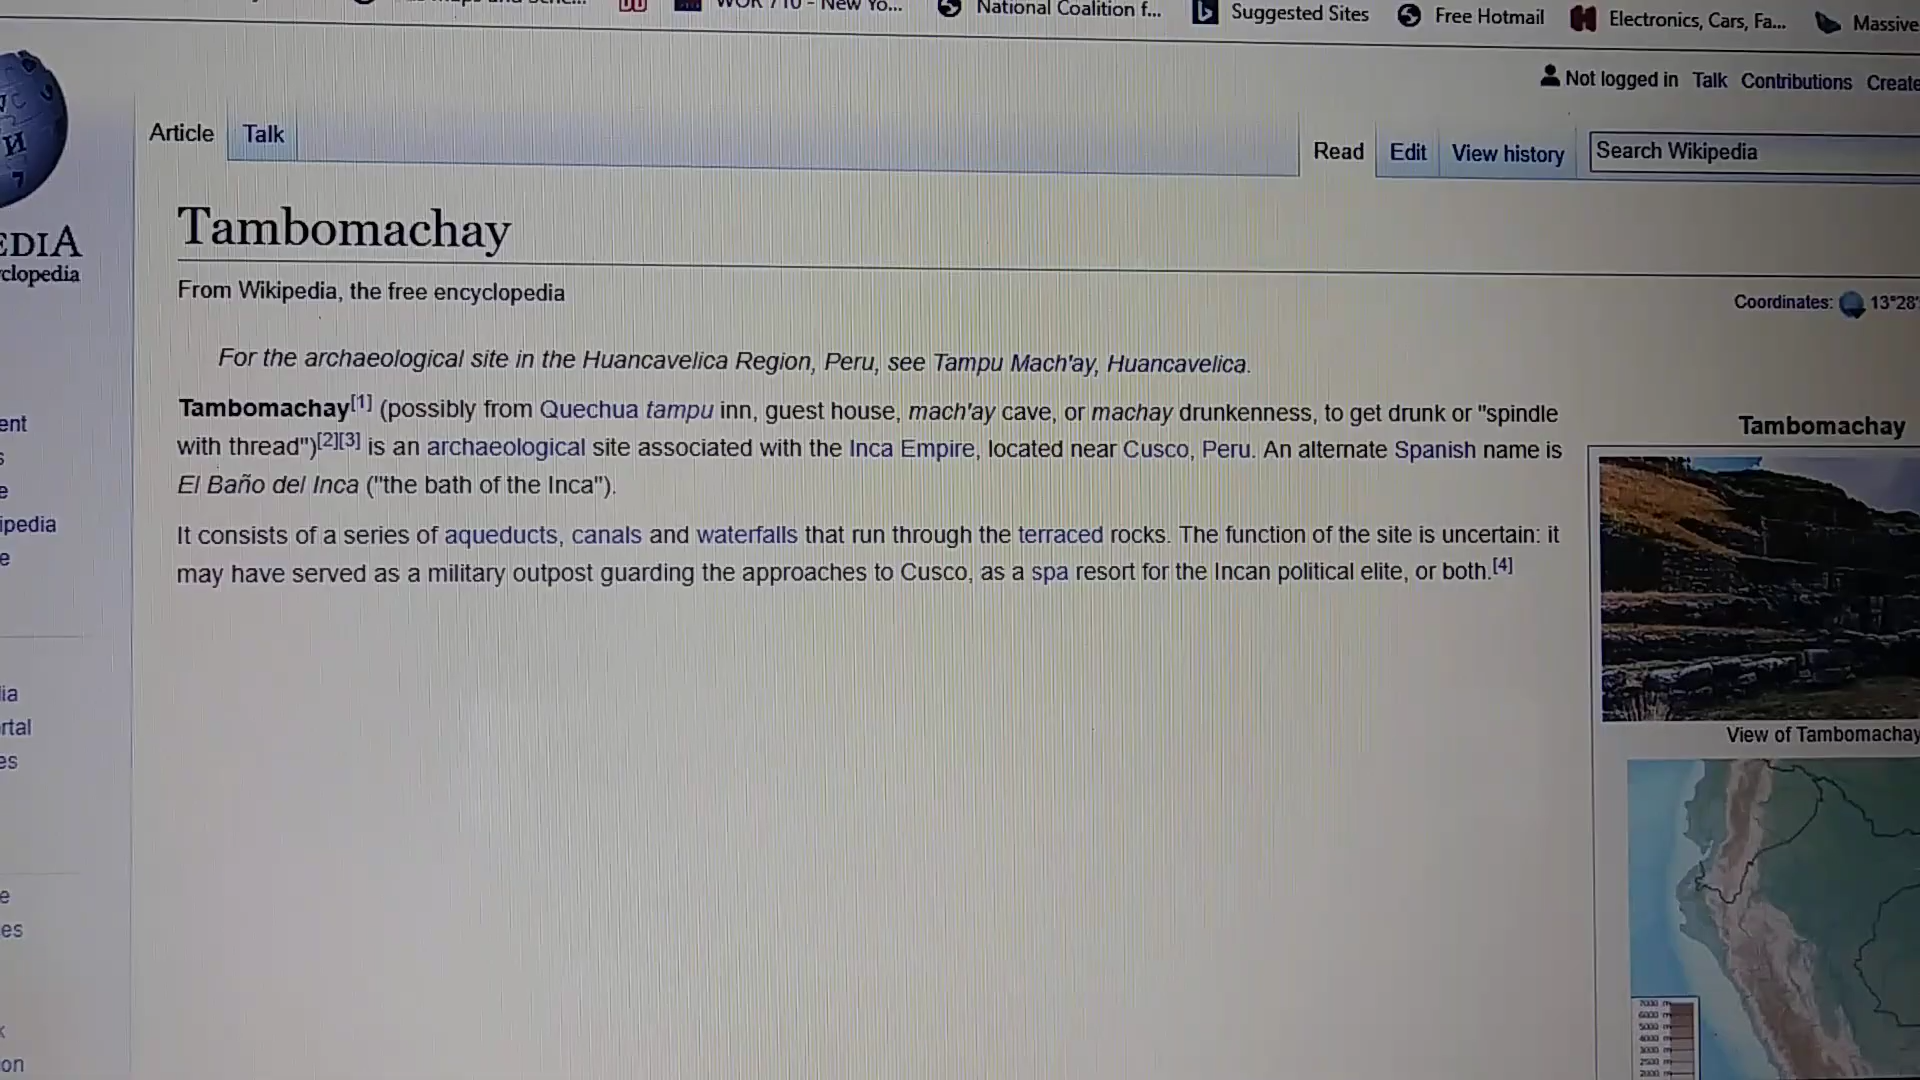 WOR 710 - New Yo...
National Coalition f...
Suggested Sites
Free Hotmail
Electronics, Cars, Fa...
Massive
Not logged in
Talk
Contributions
Create
Article
Talk
Read
Edit
View history
Search Wikipedia
EDIA
clopedia
Tambomachay
From Wikipedia, the free encyclopedia
Coordinates: 13°28'
For the archaeological site in the Huancavelica Region, Peru, see Tampu Mach'ay, Huancavelica.
Tambomachay[1] (possibly from Quechua tampu inn, guest house, mach'ay cave, or machay drunkenness, to get drunk or "spindle
with thread")[2][3] is an archaeological site associated with the Inca Empire, located near Cusco, Peru. An alternate Spanish name is
El Baño del Inca ("the bath of the Inca").
It consists of a series of aqueducts, canals and waterfalls that run through the terraced rocks. The function of the site is uncertain: it
may have served as a military outpost guarding the approaches to Cusco, as a spa resort for the Incan political elite, or both.[4]
Tambomachay
View of Tambomachay
7000 m
6000 m
5000 m
4000 m
3000 m
2500 m
2000 m
ent
s
e
ipedia
e
ia
rtal
es
e
es
k
on